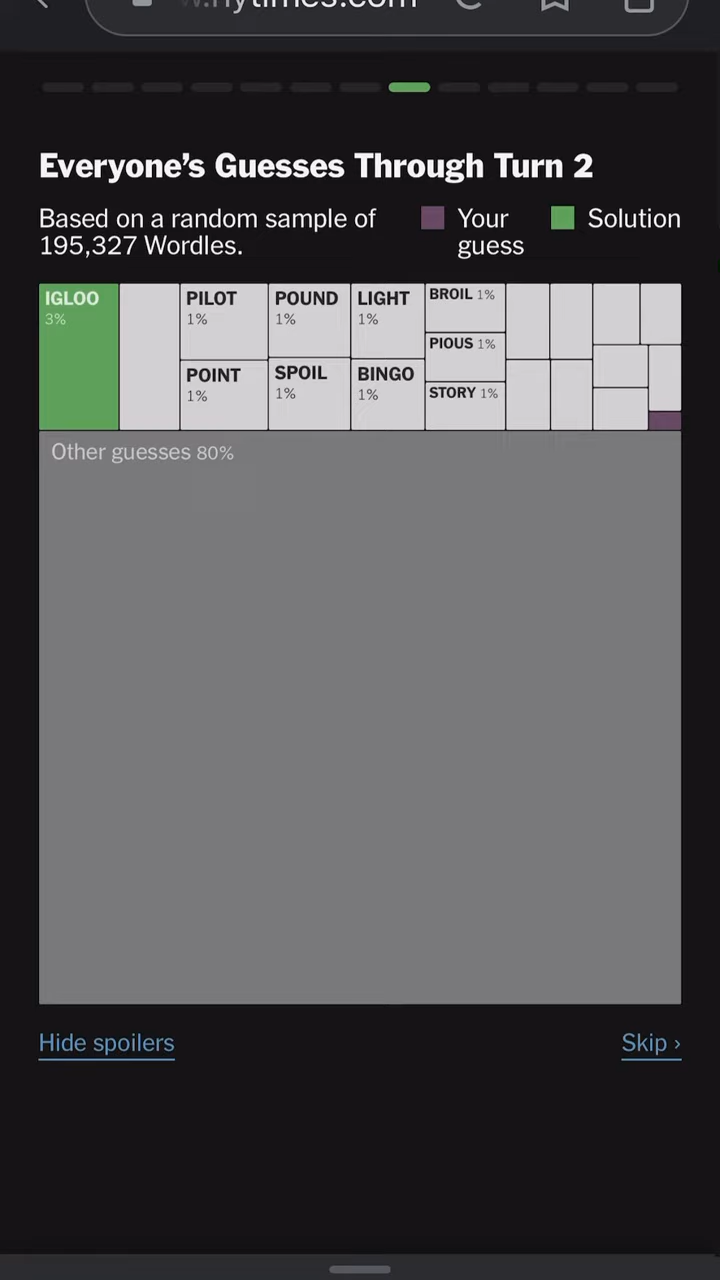 nytimes.com
Everyone’s Guesses Through Turn 2
Based on a random sample of
195,327 Wordles.
Your
guess
Solution
IGLOO
3%
PILOT
1%
POINT
1%
POUND
1%
SPOIL
1%
LIGHT
1%
BINGO
1%
BROIL 1%
PIOUS 1%
STORY 1%
Other guesses 80%
Hide spoilers
Skip ›